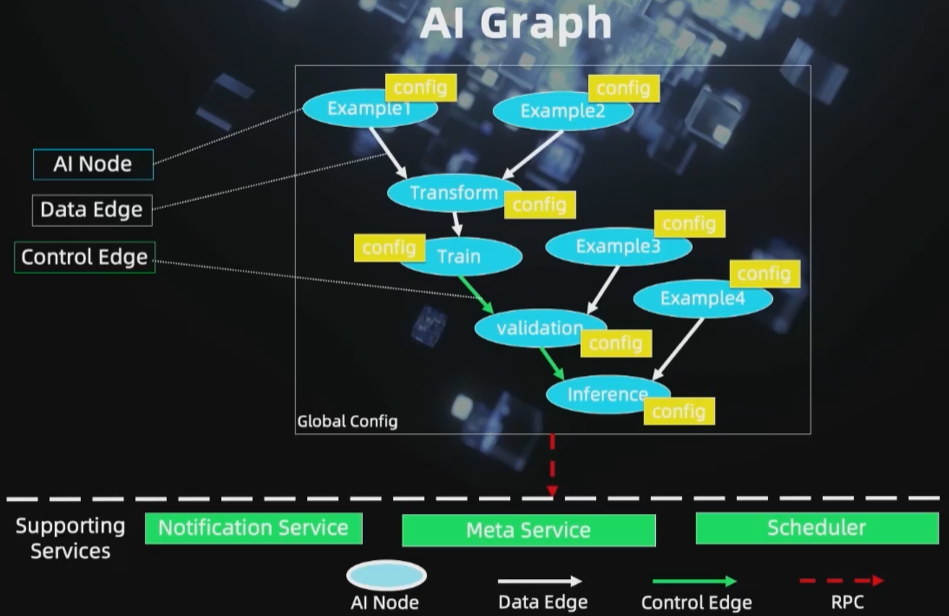 AI Graph
config
config
Example1
Example2
AI Node
Transform
config
Data Edge
config
config
Example3
Train
Control Edge
config
Example4
validation
config
Inference
config
Global Config
Supporting
Services
Notification Service
Meta Service
Scheduler
AI Node
Data Edge
Control Edge
RPC